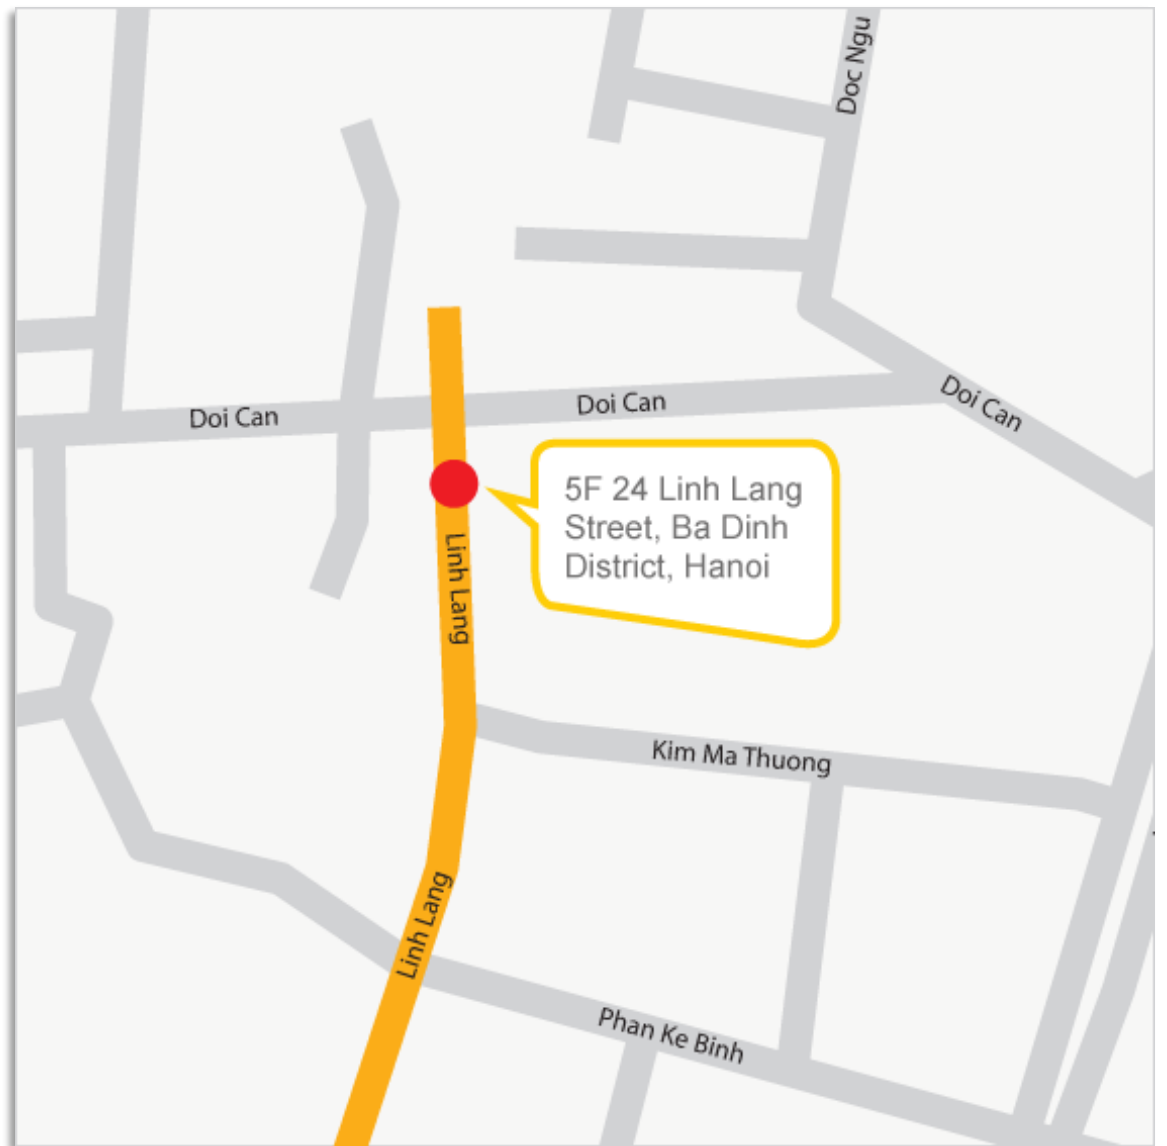 Doc Ngu
Doi Can
Doi Can
Doi Can
5F 24 Linh Lang
Street, Ba Dinh
District, Hanoi
Linh Lang
Kim Ma Thuong
Linh Lang
Phan Ke Binh